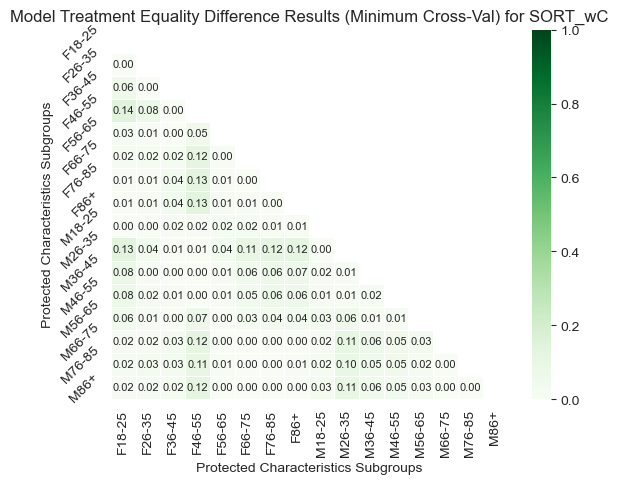 Model Treatment Equality Difference Results (Minimum Cross-Val) for SORT_wC
Protected Characteristics Subgroups
F18-25
F26-35 0.00
F36-45 0.06 0.00
F46-55 0.14 0.08 0.00
F56-65 0.03 0.01 0.00 0.05
F66-75 0.02 0.02 0.02 0.12 0.00
F76-85 0.01 0.01 0.04 0.13 0.01 0.00
F86+ 0.01 0.01 0.04 0.13 0.01 0.01 0.00
M18-25 0.00 0.00 0.02 0.02 0.02 0.02 0.01 0.01
M26-35 0.13 0.04 0.01 0.01 0.04 0.11 0.12 0.12 0.00
M36-45 0.08 0.00 0.00 0.00 0.01 0.06 0.06 0.07 0.02 0.01
M46-55 0.08 0.02 0.01 0.00 0.01 0.05 0.06 0.06 0.01 0.01 0.02
M56-65 0.06 0.01 0.00 0.07 0.00 0.03 0.04 0.04 0.03 0.06 0.01 0.01
M66-75 0.02 0.02 0.03 0.12 0.00 0.00 0.00 0.00 0.02 0.11 0.06 0.05 0.03
M76-85 0.02 0.03 0.03 0.11 0.01 0.00 0.00 0.01 0.02 0.10 0.05 0.05 0.02 0.00
M86+ 0.02 0.02 0.02 0.12 0.00 0.00 0.00 0.00 0.03 0.11 0.06 0.05 0.03 0.00 0.00
F18-25 F26-35 F36-45 F46-55 F56-65 F66-75 F76-85 F86+ M18-25 M26-35 M36-45 M46-55 M56-65 M66-75 M76-85 M86+
Protected Characteristics Subgroups
1.0
0.8
0.6
0.4
0.2
0.0